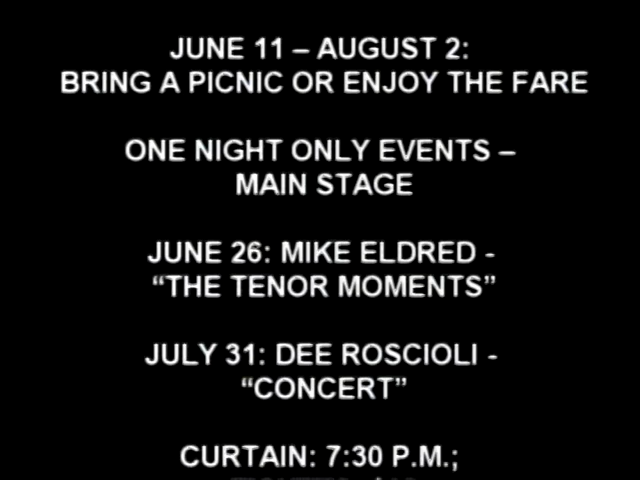 JUNE 11 – AUGUST 2:
BRING A PICNIC OR ENJOY THE FARE
ONE NIGHT ONLY EVENTS –
MAIN STAGE
JUNE 26: MIKE ELDRED -
“THE TENOR MOMENTS”
JULY 31: DEE ROSCIOLI -
“CONCERT”
CURTAIN: 7:30 P.M.;